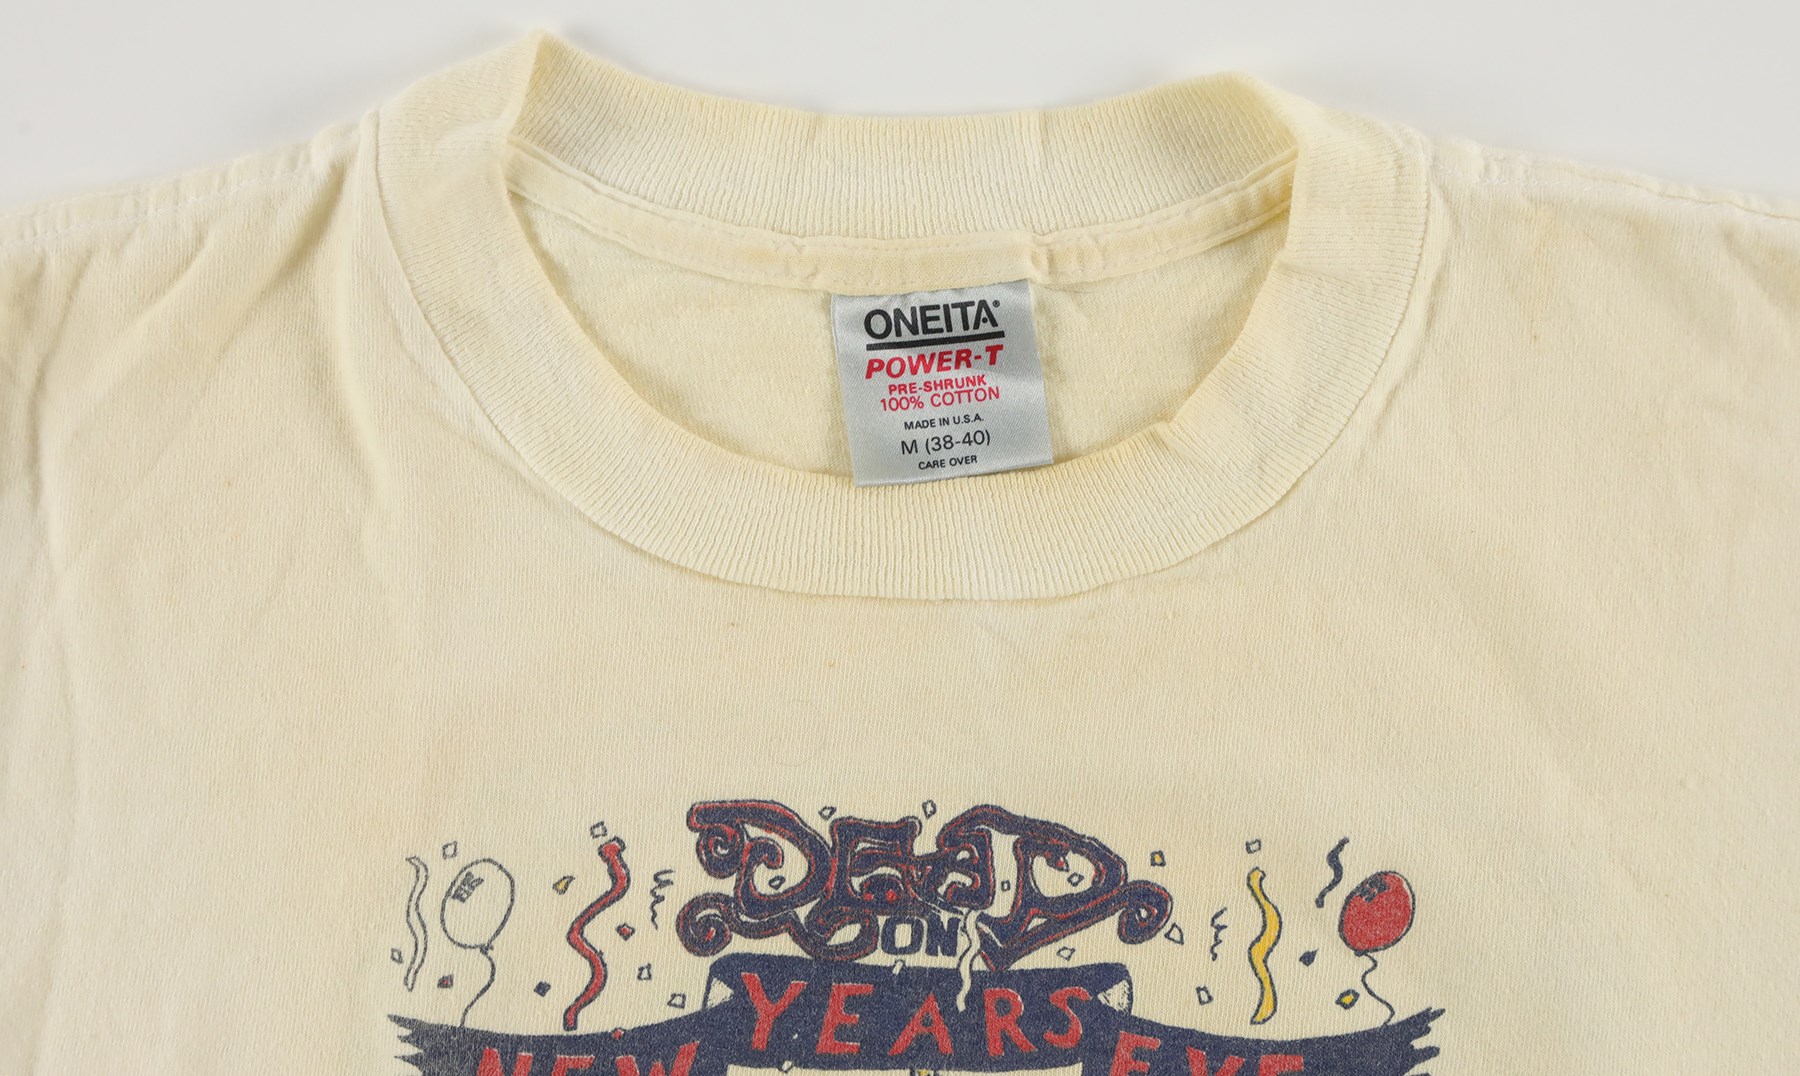 ONEITA®
POWER-T
PRE-SHRUNK
100% COTTON
MADE IN U.S.A.
M (38-40)
CARE OVER
DEAD
ON
NEW YEARS EVE